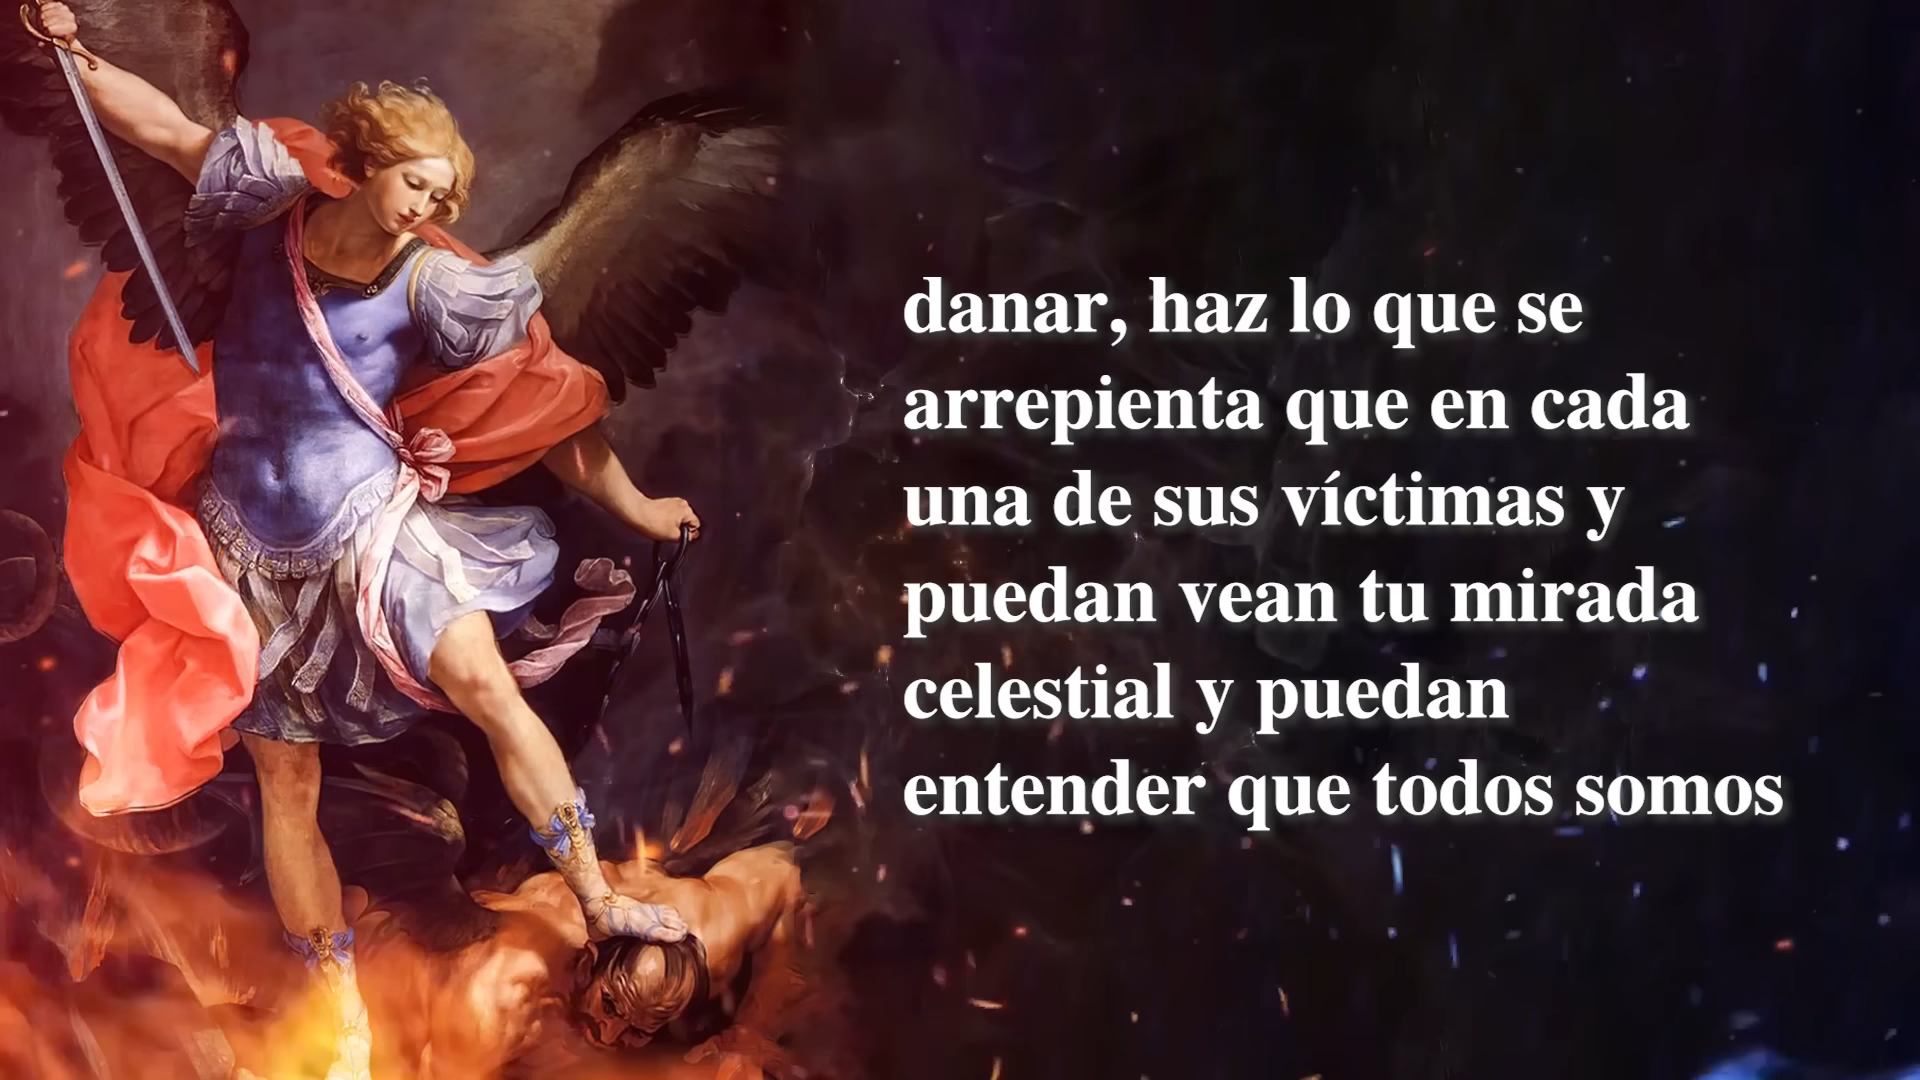 danar, haz lo que se
arrepienta que en cada
una de sus víctimas y
puedan vean tu mirada
celestial y puedan
entender que todos somos